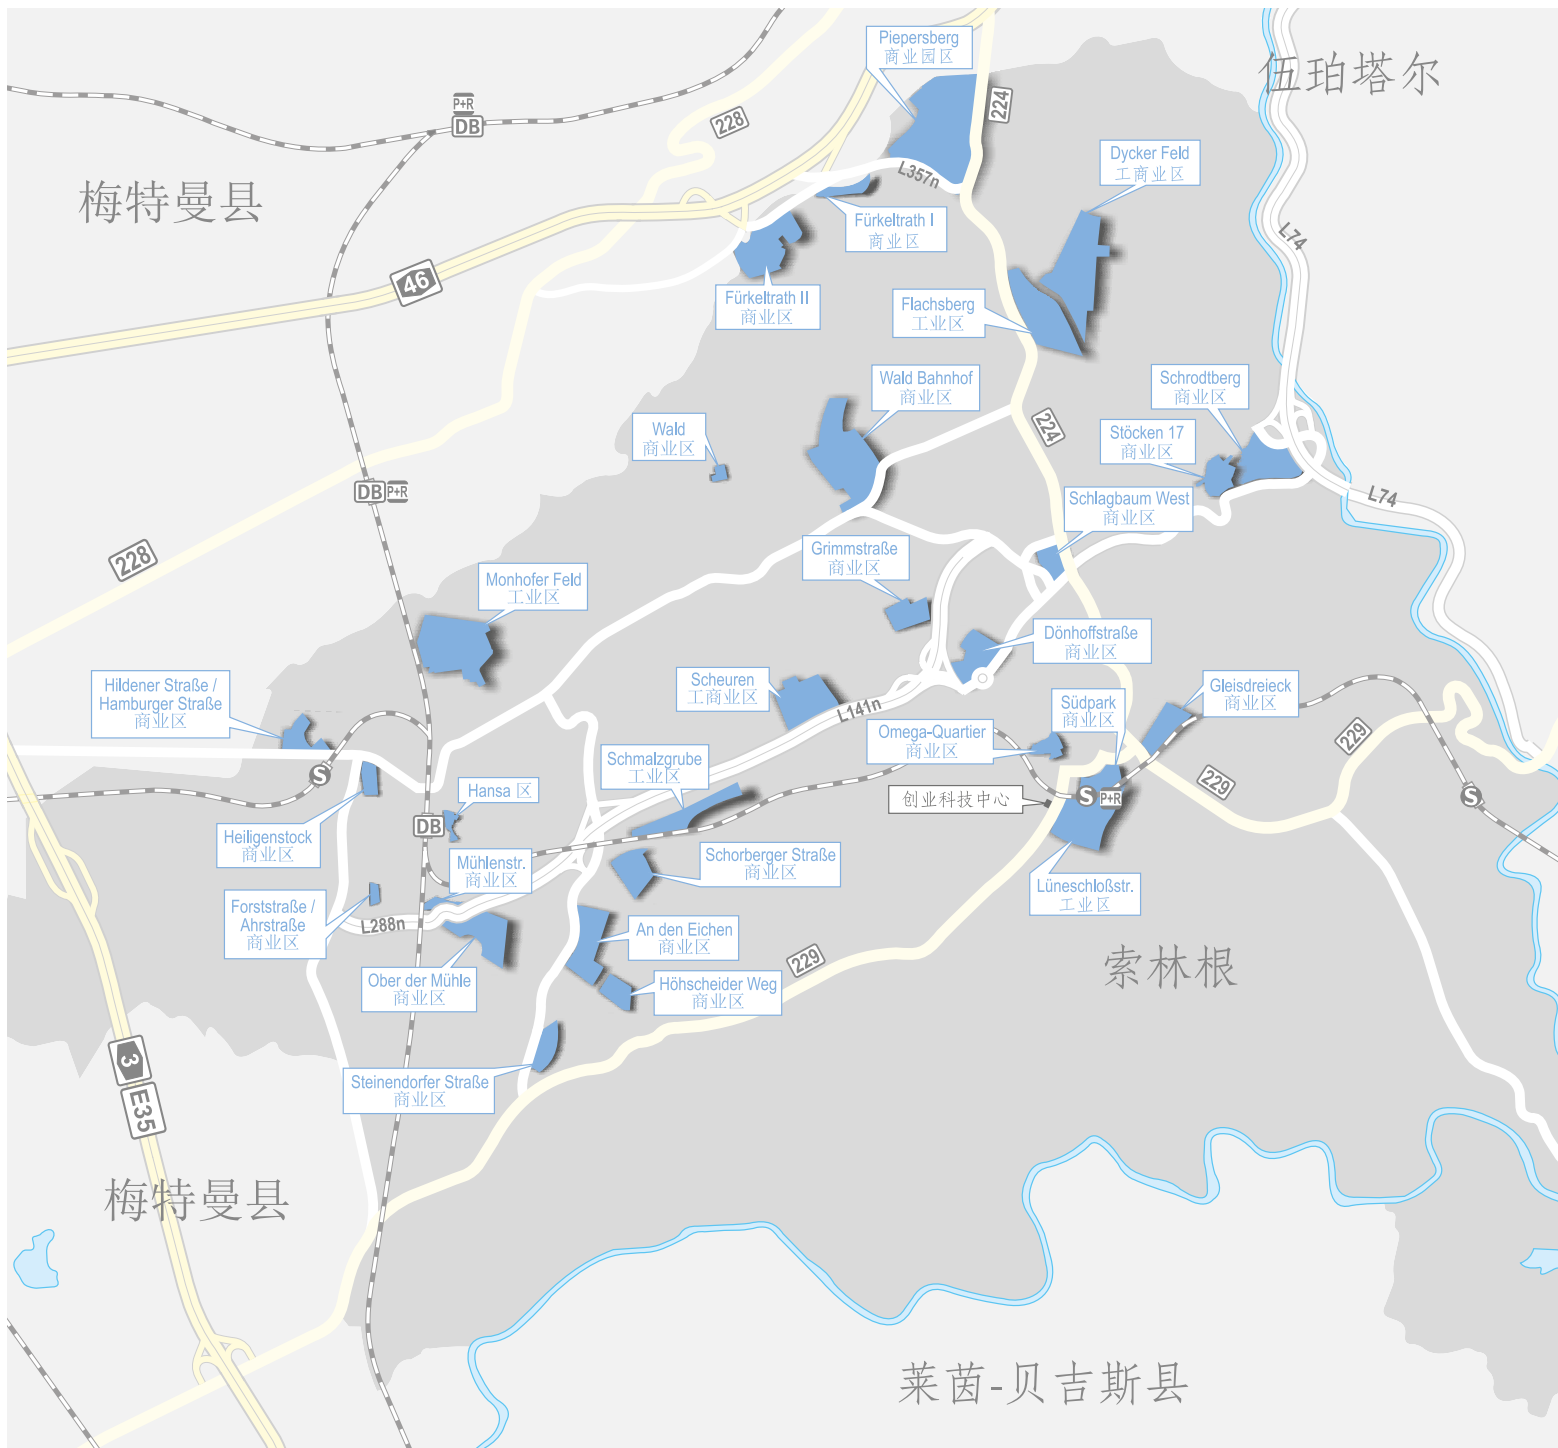 Piepersberg
商业园区
伍珀塔尔
P+R
DB
228
224
L357n
Dycker Feld
工商业区
梅特曼县
Fürkeltrath I
商业区
L74
46
Fürkeltrath II
商业区
Flachsberg
工业区
Wald Bahnhof
商业区
Schrodtberg
商业区
Wald
商业区
224
Stöcken 17
商业区
DB
P+R
L74
Schlagbaum West
商业区
228
Grimmstraße
商业区
Monhofer Feld
工业区
Dönhoffstraße
商业区
Hildener Straße /
Hamburger Straße
商业区
Scheuren
工商业区
L141n
Gleisdreieck
商业区
Südpark
商业区
Omega-Quartier
商业区
229
Schmalzgrube
工业区
S
229
Hansa 区
创业科技中心
S
P+R
S
DB
Heiligenstock
商业区
Mühlenstr.
商业区
Schorberger Straße
商业区
Lüneschloßstr.
工业区
Forststraße /
Ahrstraße
商业区
L288n
An den Eichen
商业区
229
索林根
Ober der Mühle
商业区
Höhscheider Weg
商业区
3
E35
Steinendorfer Straße
商业区
梅特曼县
莱茵-贝吉斯县